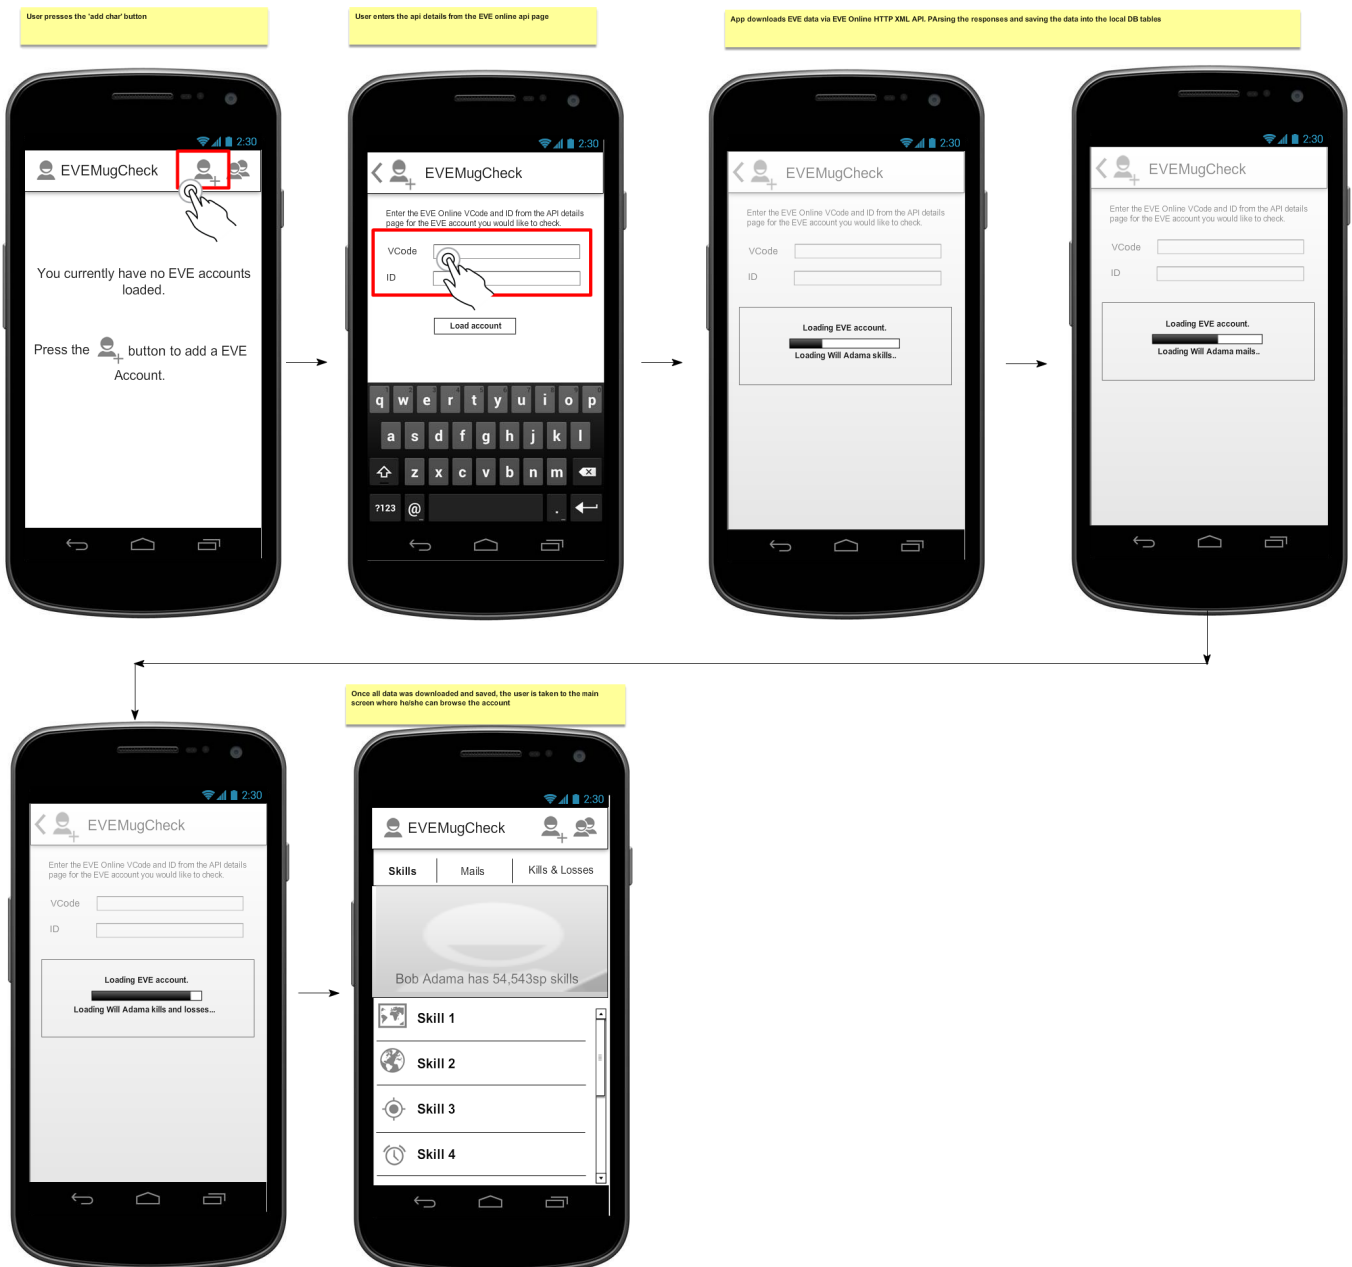 User presses the 'add char' button
User enters the api details from the EVE online api page
App downloads EVE data via EVE Online HTTP XML API. PArsing the responses and saving the data into the local DB tables
2:30
EVEMugCheck
You currently have no EVE accounts
loaded.
Press the button to add a EVE
Account.
2:30
EVEMugCheck
Enter the EVE Online VCode and ID from the API details
page for the EVE account you would like to check.
VCode
ID
Load account
q w e r t y u i o p
a s d f g h j k l
z x c v b n m
?123 @ .
2:30
EVEMugCheck
Enter the EVE Online VCode and ID from the API details
page for the EVE account you would like to check.
VCode
ID
Loading EVE account.
Loading Will Adama skills..
2:30
EVEMugCheck
Enter the EVE Online VCode and ID from the API details
page for the EVE account you would like to check.
VCode
ID
Loading EVE account.
Loading Will Adama mails..
2:30
EVEMugCheck
Enter the EVE Online VCode and ID from the API details
page for the EVE account you would like to check.
VCode
ID
Loading EVE account.
Loading Will Adama kills and losses...
Once all data was downloaded and saved, the user is taken to the main
screen where he/she can browse the account
2:30
EVEMugCheck
Skills Mails Kills & Losses
Bob Adama has 54,543sp skills
Skill 1
Skill 2
Skill 3
Skill 4